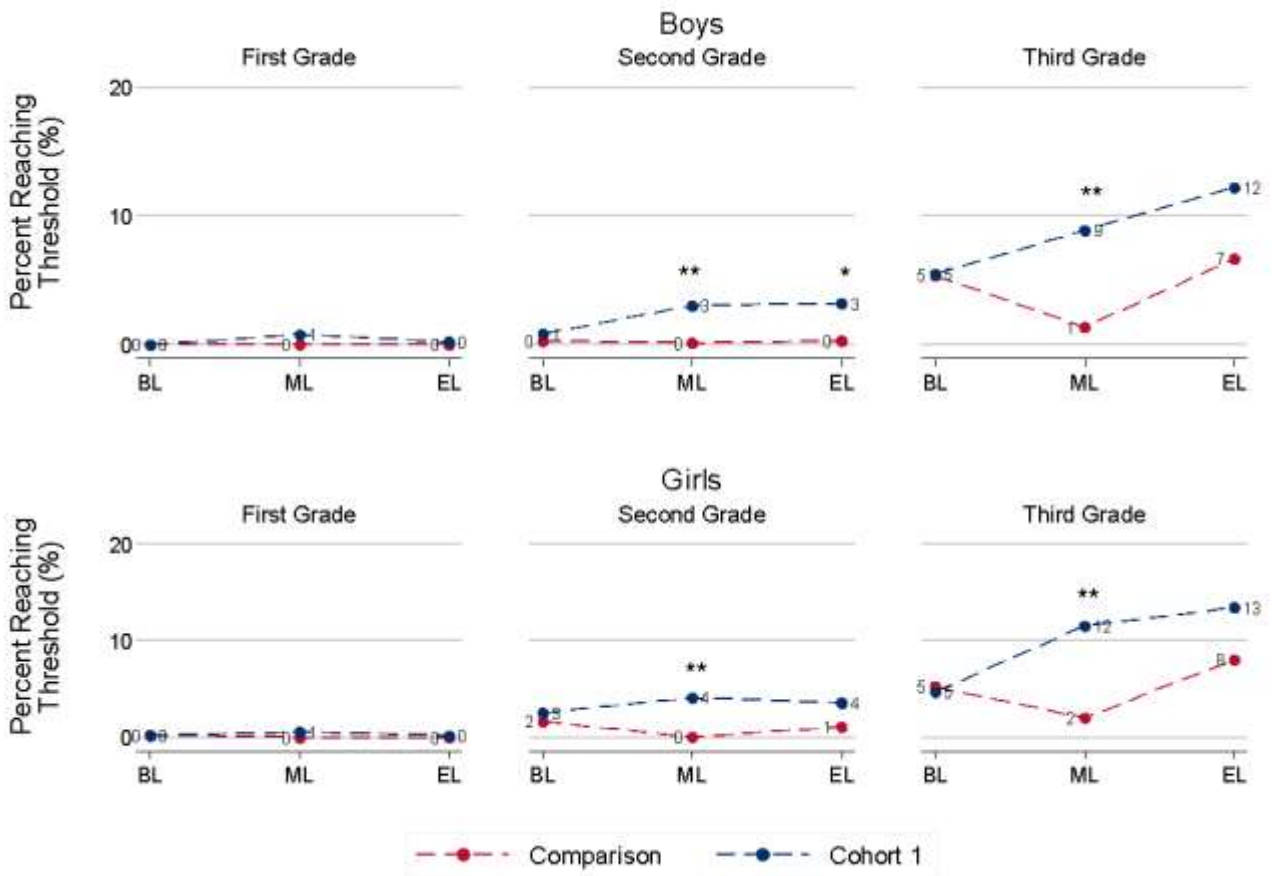 Boys
First Grade Second Grade Third Grade
Percent Reaching
Threshold (%)
20
10
0
0 0 0 1 0 0
0 1 0 3 0 3
5 5 1 9 7 12
** * **
BL ML EL BL ML EL BL ML EL
Girls
First Grade Second Grade Third Grade
Percent Reaching
Threshold (%)
20
10
0
0 0 0 1 0 0
2 3 0 4 1 4
5 5 2 12 8 13
** **
BL ML EL BL ML EL BL ML EL
Comparison Cohort 1